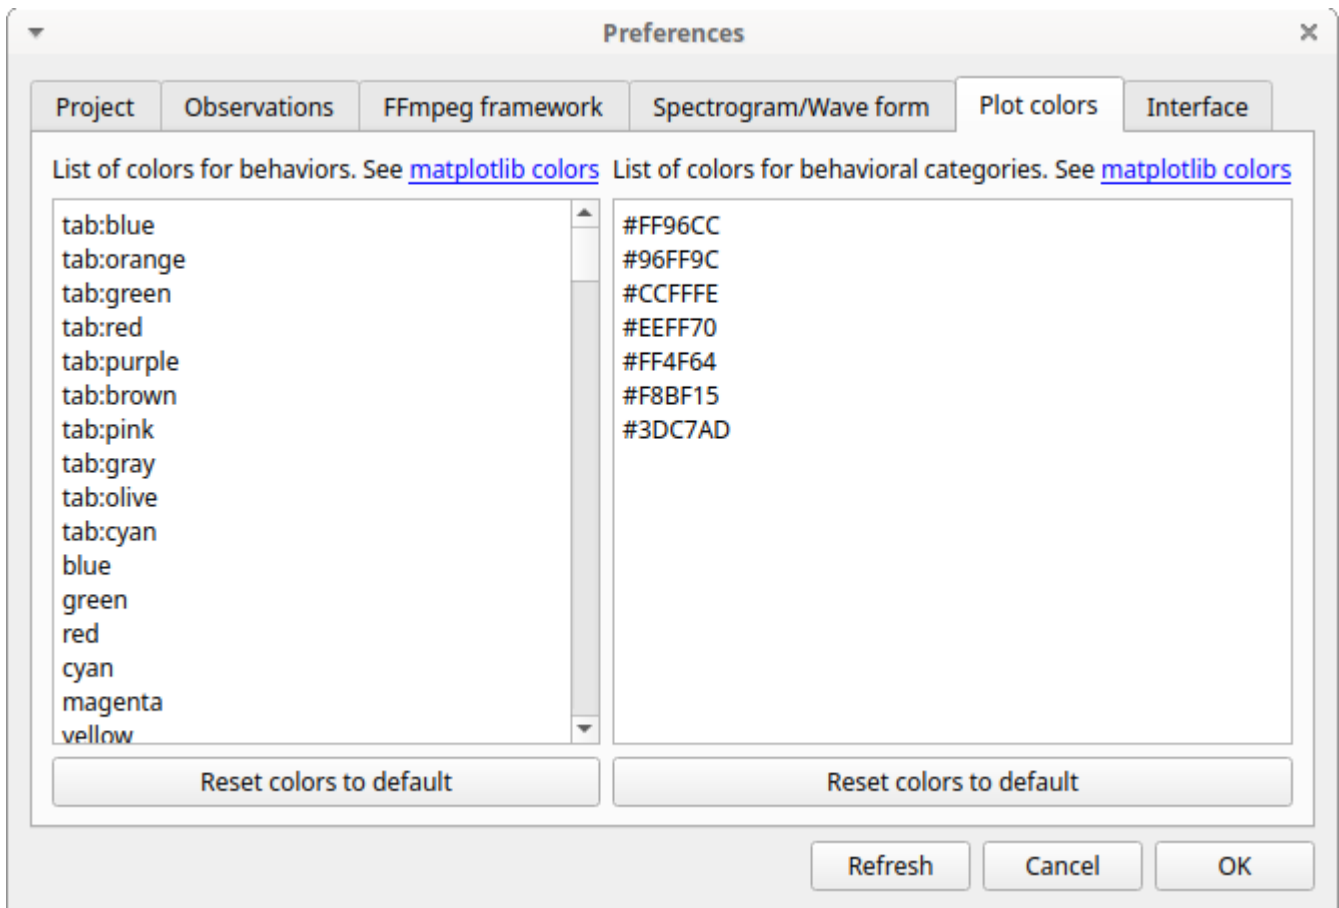 Preferences
Project
Observations
FFmpeg framework
Spectrogram/Wave form
Plot colors
Interface
List of colors for behaviors. See matplotlib colors
tab:blue
tab:orange
tab:green
tab:red
tab:purple
tab:brown
tab:pink
tab:gray
tab:olive
tab:cyan
blue
green
red
cyan
magenta
yellow
Reset colors to default
List of colors for behavioral categories. See matplotlib colors
#FF96CC
#96FF9C
#CCFFFE
#EEFF70
#FF4F64
#F8BF15
#3DC7AD
Reset colors to default
Refresh
Cancel
OK